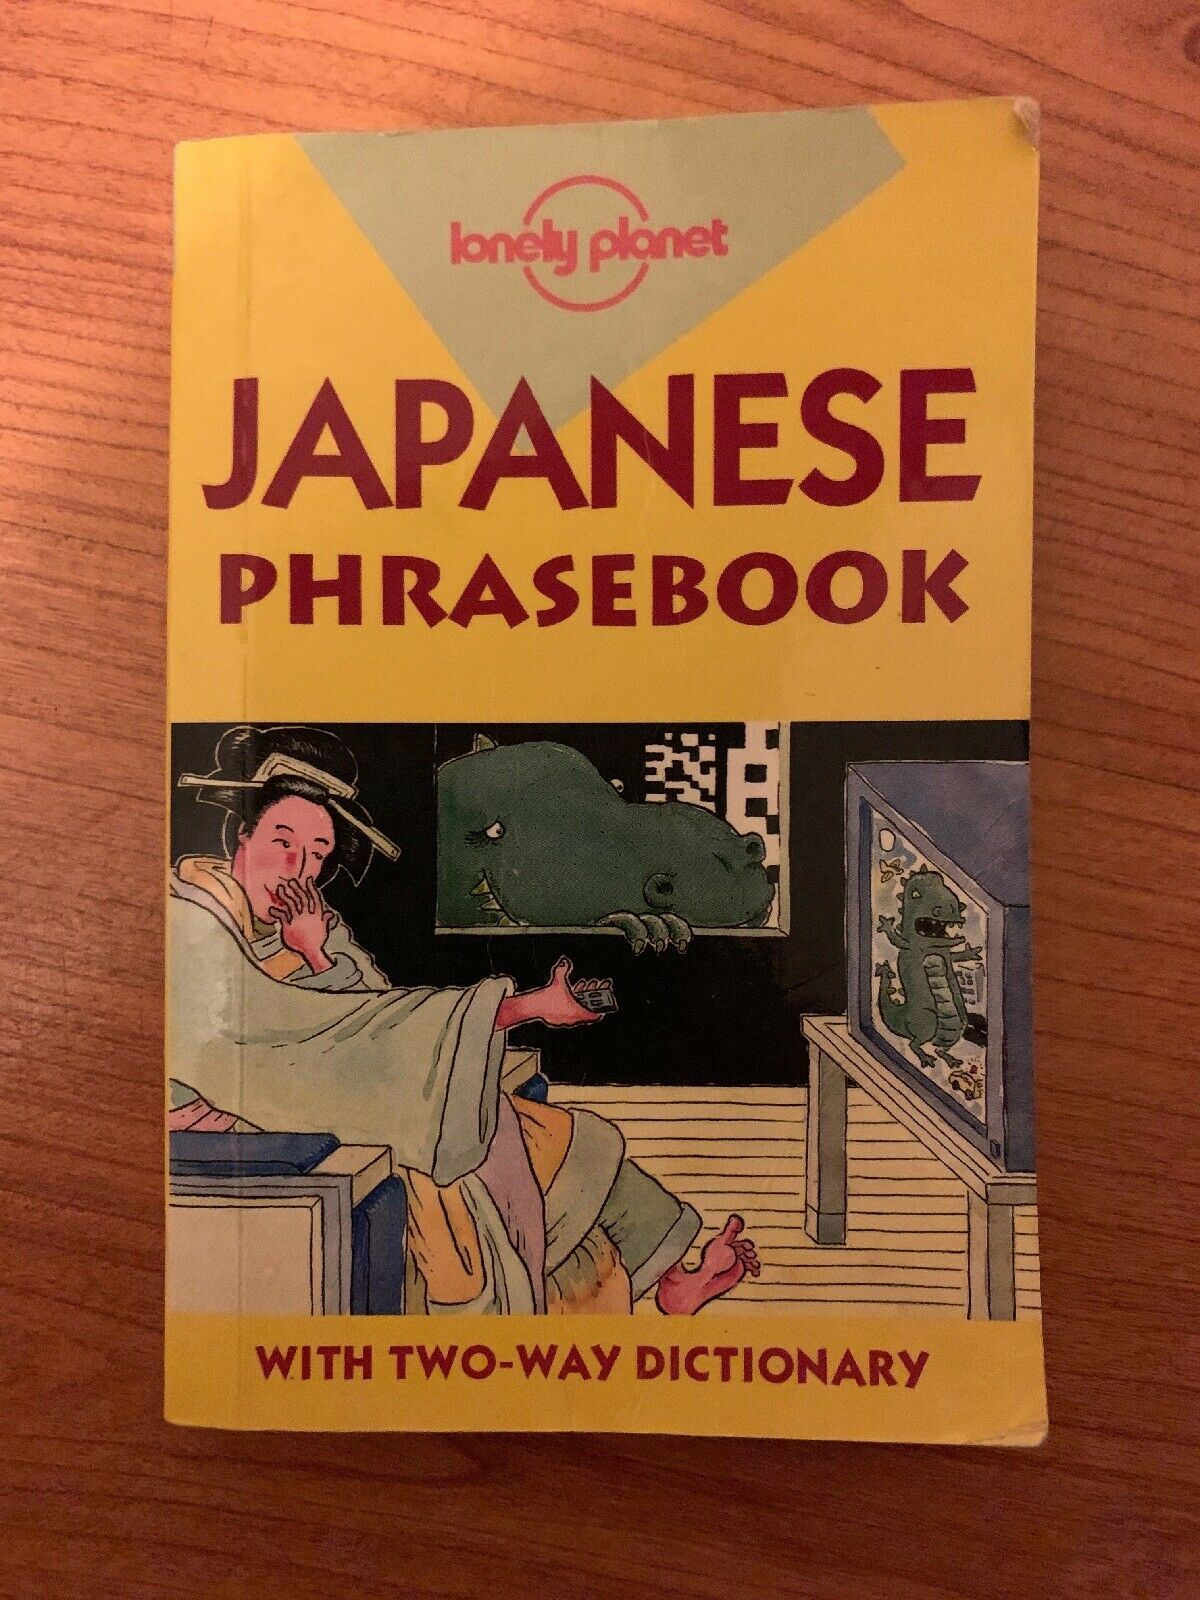 lonely planet
JAPANESE
PHRASEBOOK
WITH TWO-WAY DICTIONARY